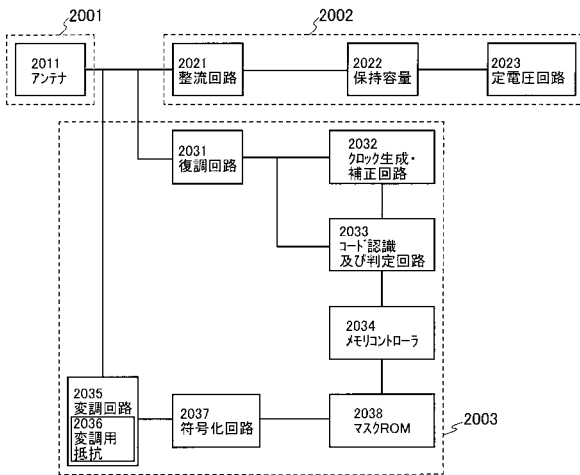 2001
2002
2011
アンテナ
2021
整流回路
2022
保持容量
2023
定電圧回路
2031
復調回路
2032
クロック生成・
補正回路
2033
コード認識
及び判定回路
2034
メモリコントローラ
2035
変調回路
2036
変調用
抵抗
2037
符号化回路
2038
マスクROM
2003